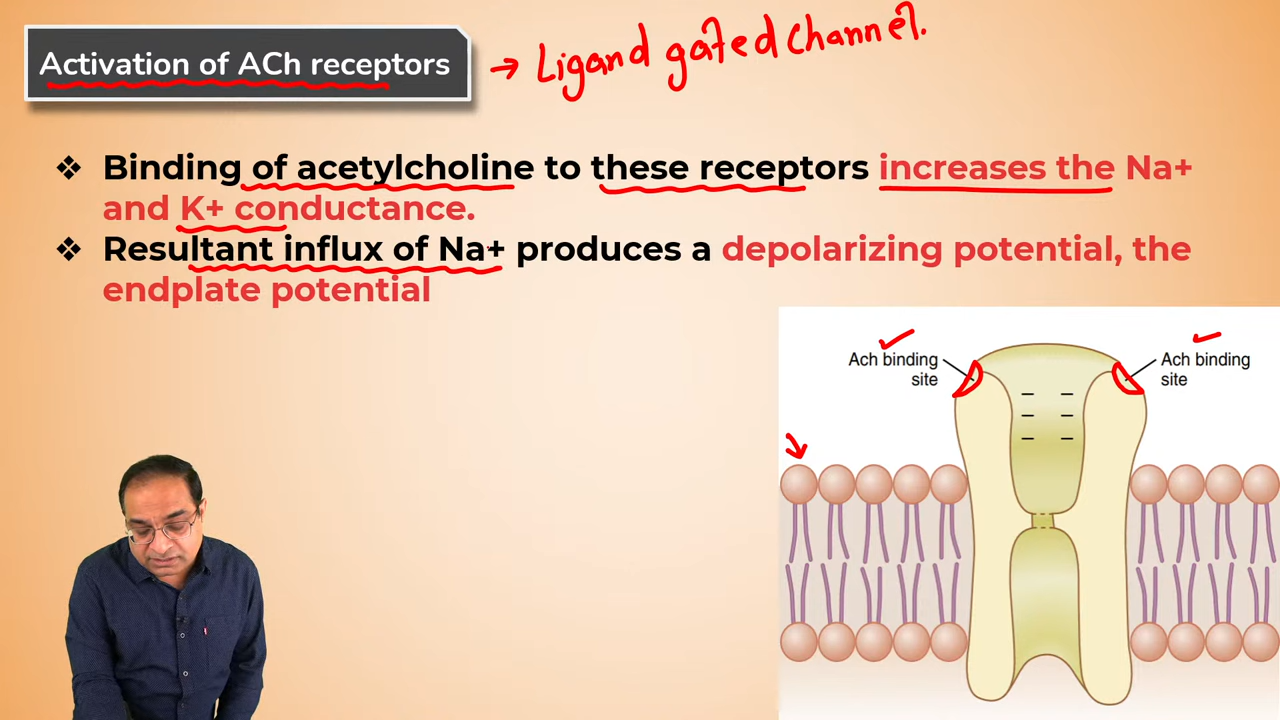 Activation of ACh receptors → Ligand gated channel.
❖ Binding of acetylcholine to these receptors increases the Na+
and K+ conductance.
❖ Resultant influx of Na+ produces a depolarizing potential, the
endplate potential
Ach binding
site
Ach binding
site